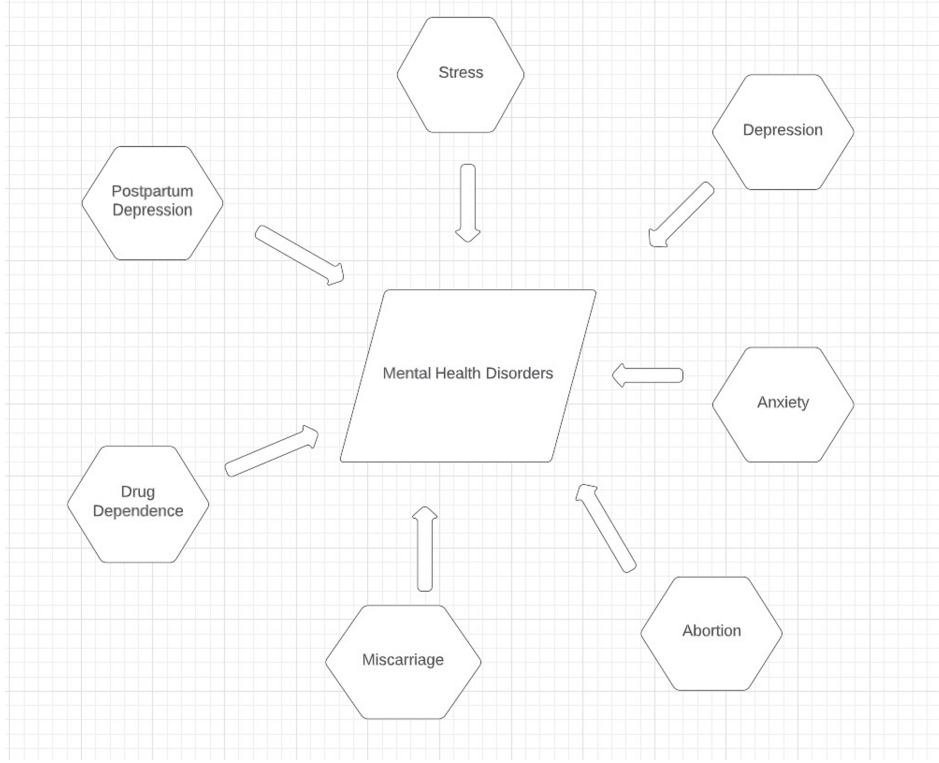 Stress
Depression
Postpartum
Depression
Mental Health Disorders
Anxiety
Drug
Dependence
Abortion
Miscarriage